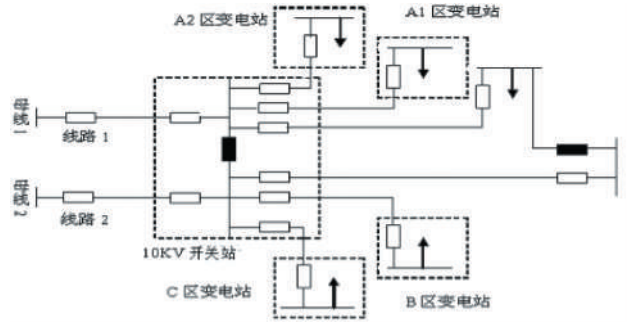 A2 区变电站
A1 区变电站
母线1
线路 1
母线2
线路 2
10KV 开关站
C 区变电站
B 区变电站